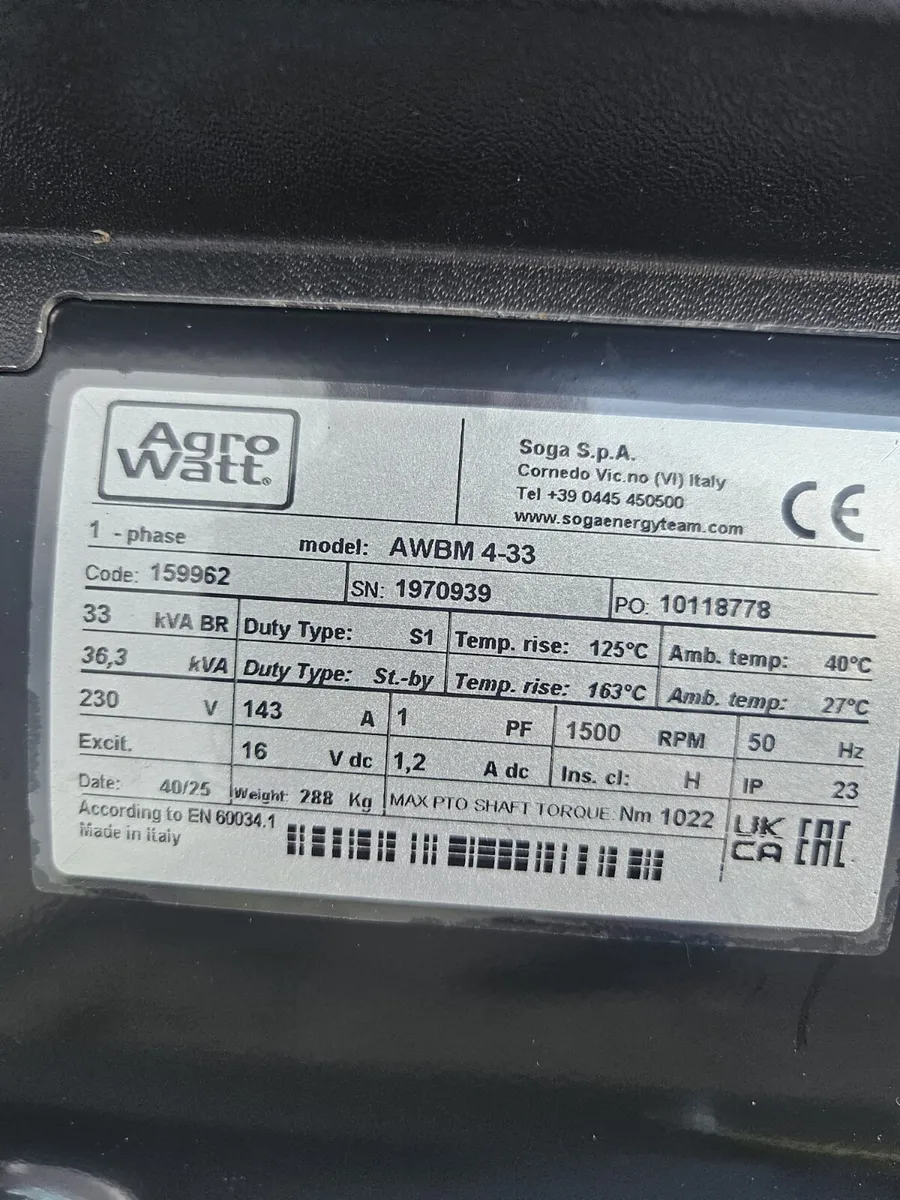 Agro
Watt®
Soga S.p.A.
Cornedo Vic.no (VI) Italy
Tel +39 0445 450500
www.sogaenergyteam.com
CE
1 - phase model: AWBM 4-33
Code: 159962 SN: 1970939 PO: 10118778
33 kVA BR Duty Type: S1 Temp. rise: 125°C Amb. temp: 40°C
36,3 kVA Duty Type: St.-by Temp. rise: 163°C Amb. temp: 27°C
230 V 143 A 1 PF 1500 RPM 50 Hz
Excit. 16 V dc 1,2 A dc Ins. cl: H IP 23
Date: 40/25 Weight: 288 Kg MAX PTO SHAFT TORQUE: Nm 1022
According to EN 60034.1
Made in Italy
UK
CA
EAC